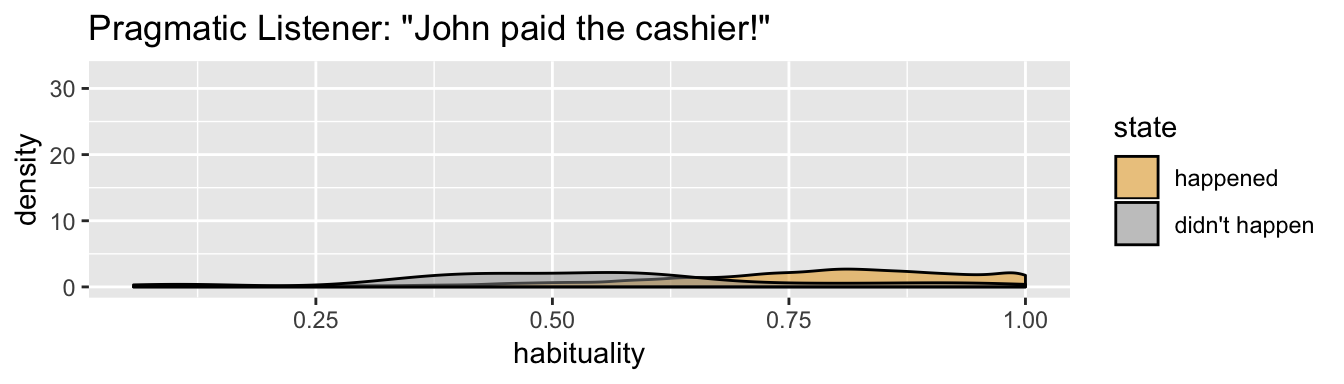 Pragmatic Listener: "John paid the cashier!"
30
20
10
0
density
0.25 0.50 0.75 1.00
habituality
state
happened
didn't happen